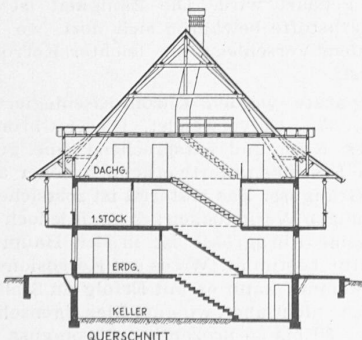 DACHG.
1.STOCK
ERDG.
KELLER
QUERSCHNITT